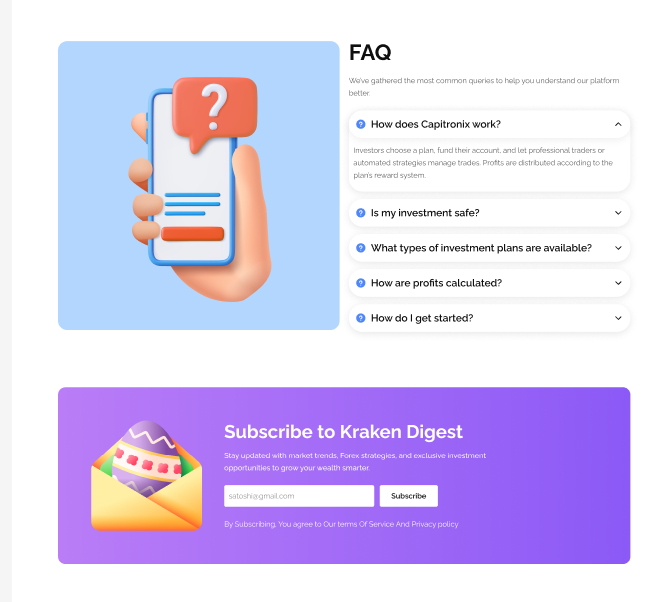 FAQ
We've gathered the most common queries to help you understand our platform
better.
How does Capitronix work?
Investors choose a plan, fund their account, and let professional traders or
automated strategies manage trades. Profits are distributed according to the
plan's reward system.
Is my investment safe?
What types of investment plans are available?
How are profits calculated?
How do I get started?
Subscribe to Kraken Digest
Stay updated with market trends, Forex strategies, and exclusive investment
opportunities to grow your wealth smarter.
satoshi@gmail.com
Subscribe
By Subscribing, You agree to Our terms Of Service And Privacy policy